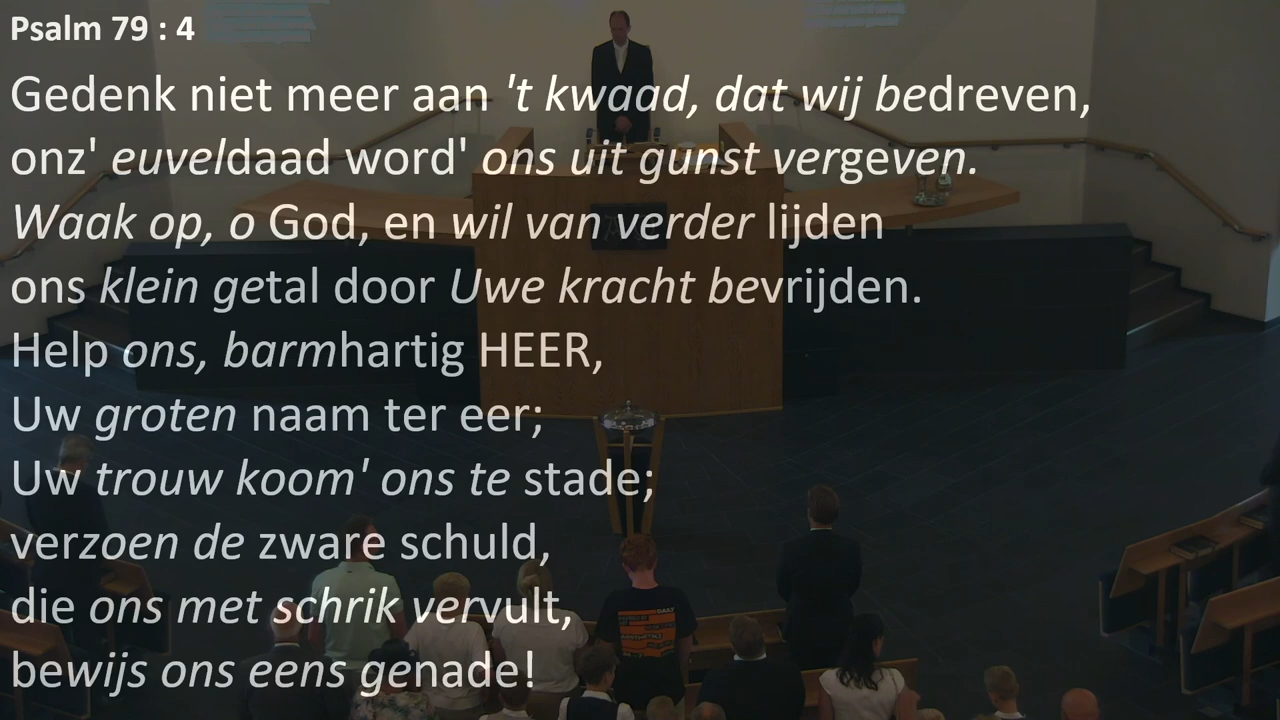 Psalm 79 : 4
Gedenk niet meer aan 't kwaad, dat wij bedreven,
onz' euveldaad word' ons uit gunst vergeven.
Waak op, o God, en wil van verder lijden
ons klein getal door Uwe kracht bevrijden.
Help ons, barmhartig HEER,
Uw groten naam ter eer;
Uw trouw koom' ons te stade;
verzoen de zware schuld,
die ons met schrik vervult,
bewijs ons eens genade!